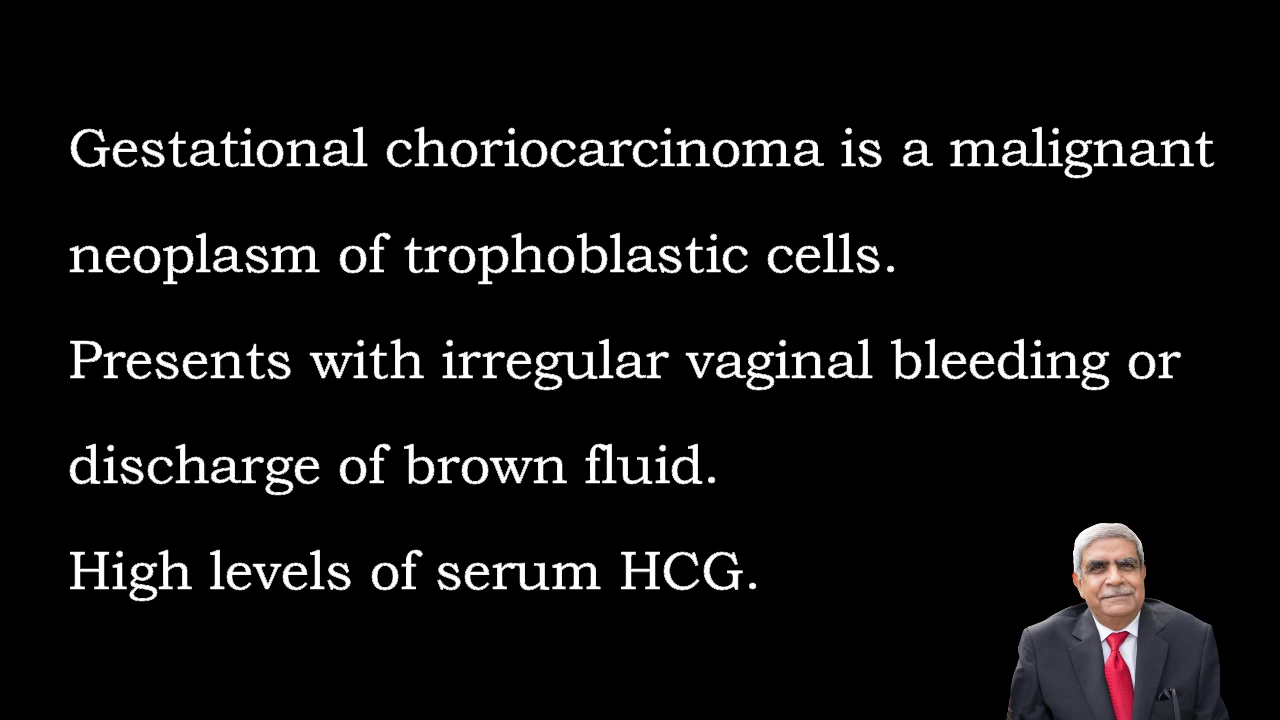 Gestational choriocarcinoma is a malignant
neoplasm of trophoblastic cells.
Presents with irregular vaginal bleeding or
discharge of brown fluid.
High levels of serum HCG.